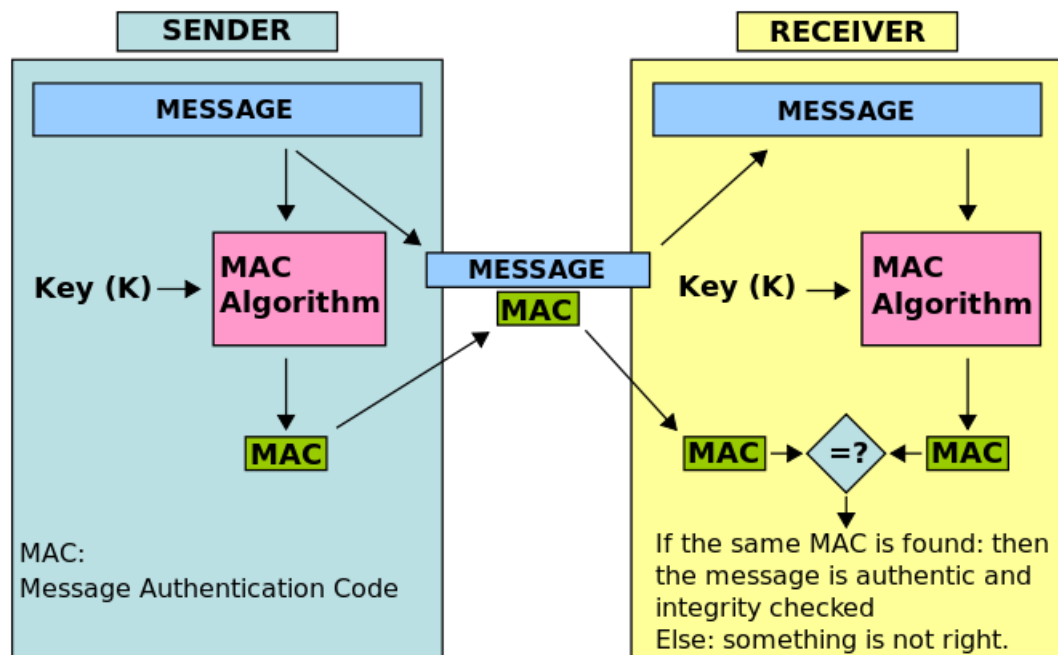 SENDER
MESSAGE
Key (K)
MAC
Algorithm
MAC
MAC:
Message Authentication Code
MESSAGE
MAC
RECEIVER
MESSAGE
Key (K)
MAC
Algorithm
MAC
=?
MAC
If the same MAC is found: then
the message is authentic and
integrity checked
Else: something is not right.